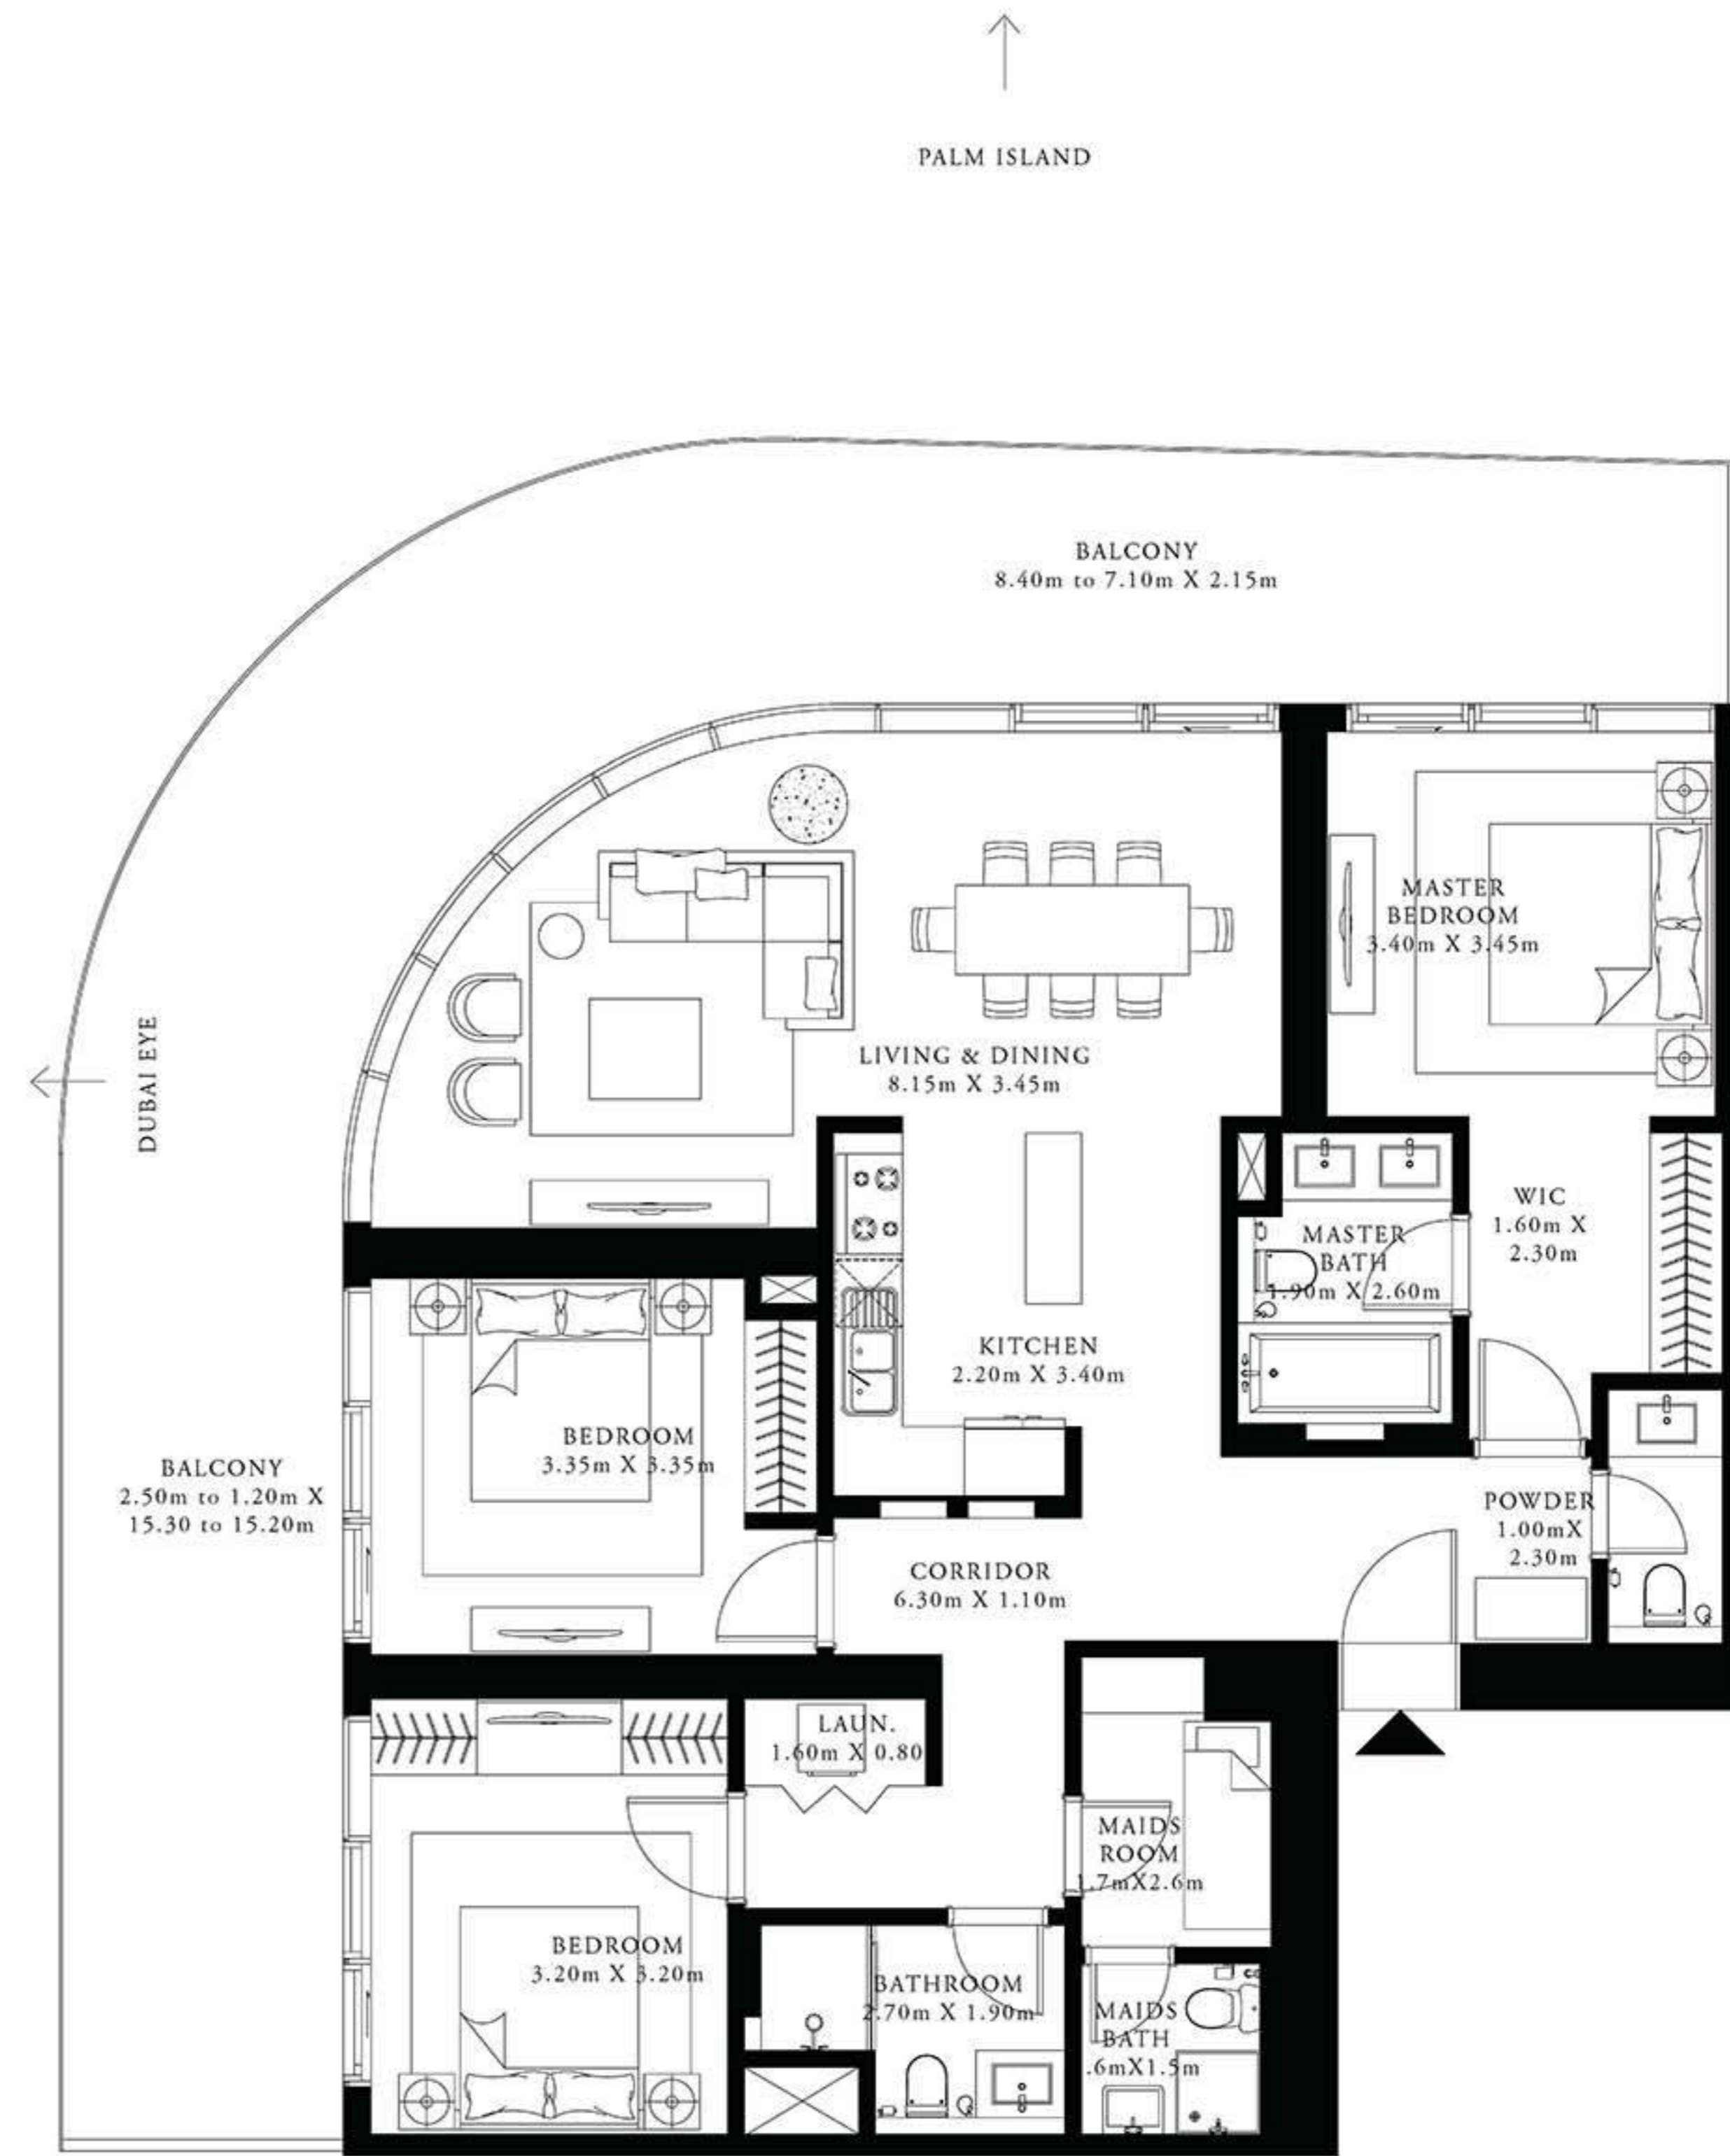 PALM ISLAND
BALCONY
8.40m to 7.10m X 2.15m
MASTER
BEDROOM
3.40m X 3.45m
DUBAI EYE
LIVING & DINING
8.15m X 3.45m
WIC
1.60m X
2.30m
MASTER
BATH
1.90m X 2.60m
KITCHEN
2.20m X 3.40m
BEDROOM
3.35m X 3.35m
BALCONY
2.50m to 1.20m X
15.30 to 15.20m
POWDER
1.00mX
2.30m
CORRIDOR
6.30m X 1.10m
LAUN.
1.60m X 0.80
MAIDS
ROOM
1.7mX2.6m
BEDROOM
3.20m X 3.20m
BATHROOM
2.70m X 1.90m
MAIDS
BATH
.6mX1.5m